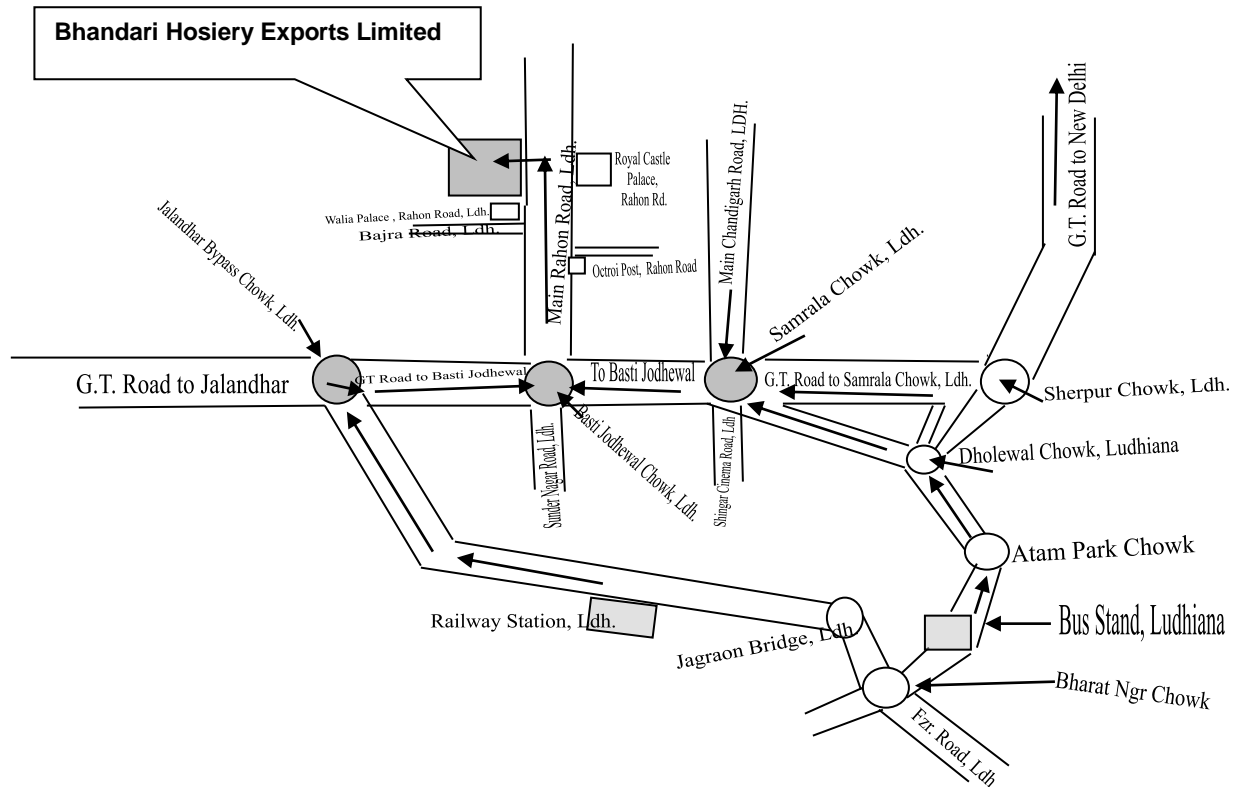 Bhandari Hosiery Exports Limited
G.T. Road to New Delhi
Main Chandigarh Road, LDH.
Main Rahon Road, Ldh.
Royal Castle
Palace,
Rahon Rd.
Walia Palace , Rahon Road, Ldh.
Bajra Road, Ldh.
Octroi Post, Rahon Road
Jalandhar Bypass Chowk, Ldh.
Samrala Chowk, Ldh.
G.T. Road to Jalandhar
GT Road to Basti Jodhewal
To Basti Jodhewal
G.T. Road to Samrala Chowk, Ldh.
Sherpur Chowk, Ldh.
Sunder Nagar Road, Ldh.
Basti Jodhewal Chowk, Ldh.
Shingar Cinema Road, Ldh
Dholewal Chowk, Ludhiana
Atam Park Chowk
Railway Station, Ldh.
Jagraon Bridge, Ldh
Bus Stand, Ludhiana
Bharat Ngr Chowk
Fzr. Road, Ldh